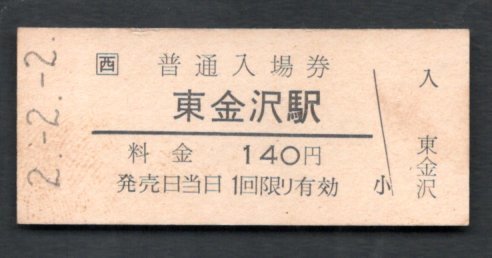 2.-2.-2.
西 普通入場券
東金沢駅
料金 140円
発売日当日1回限り有効 小
入
東金沢